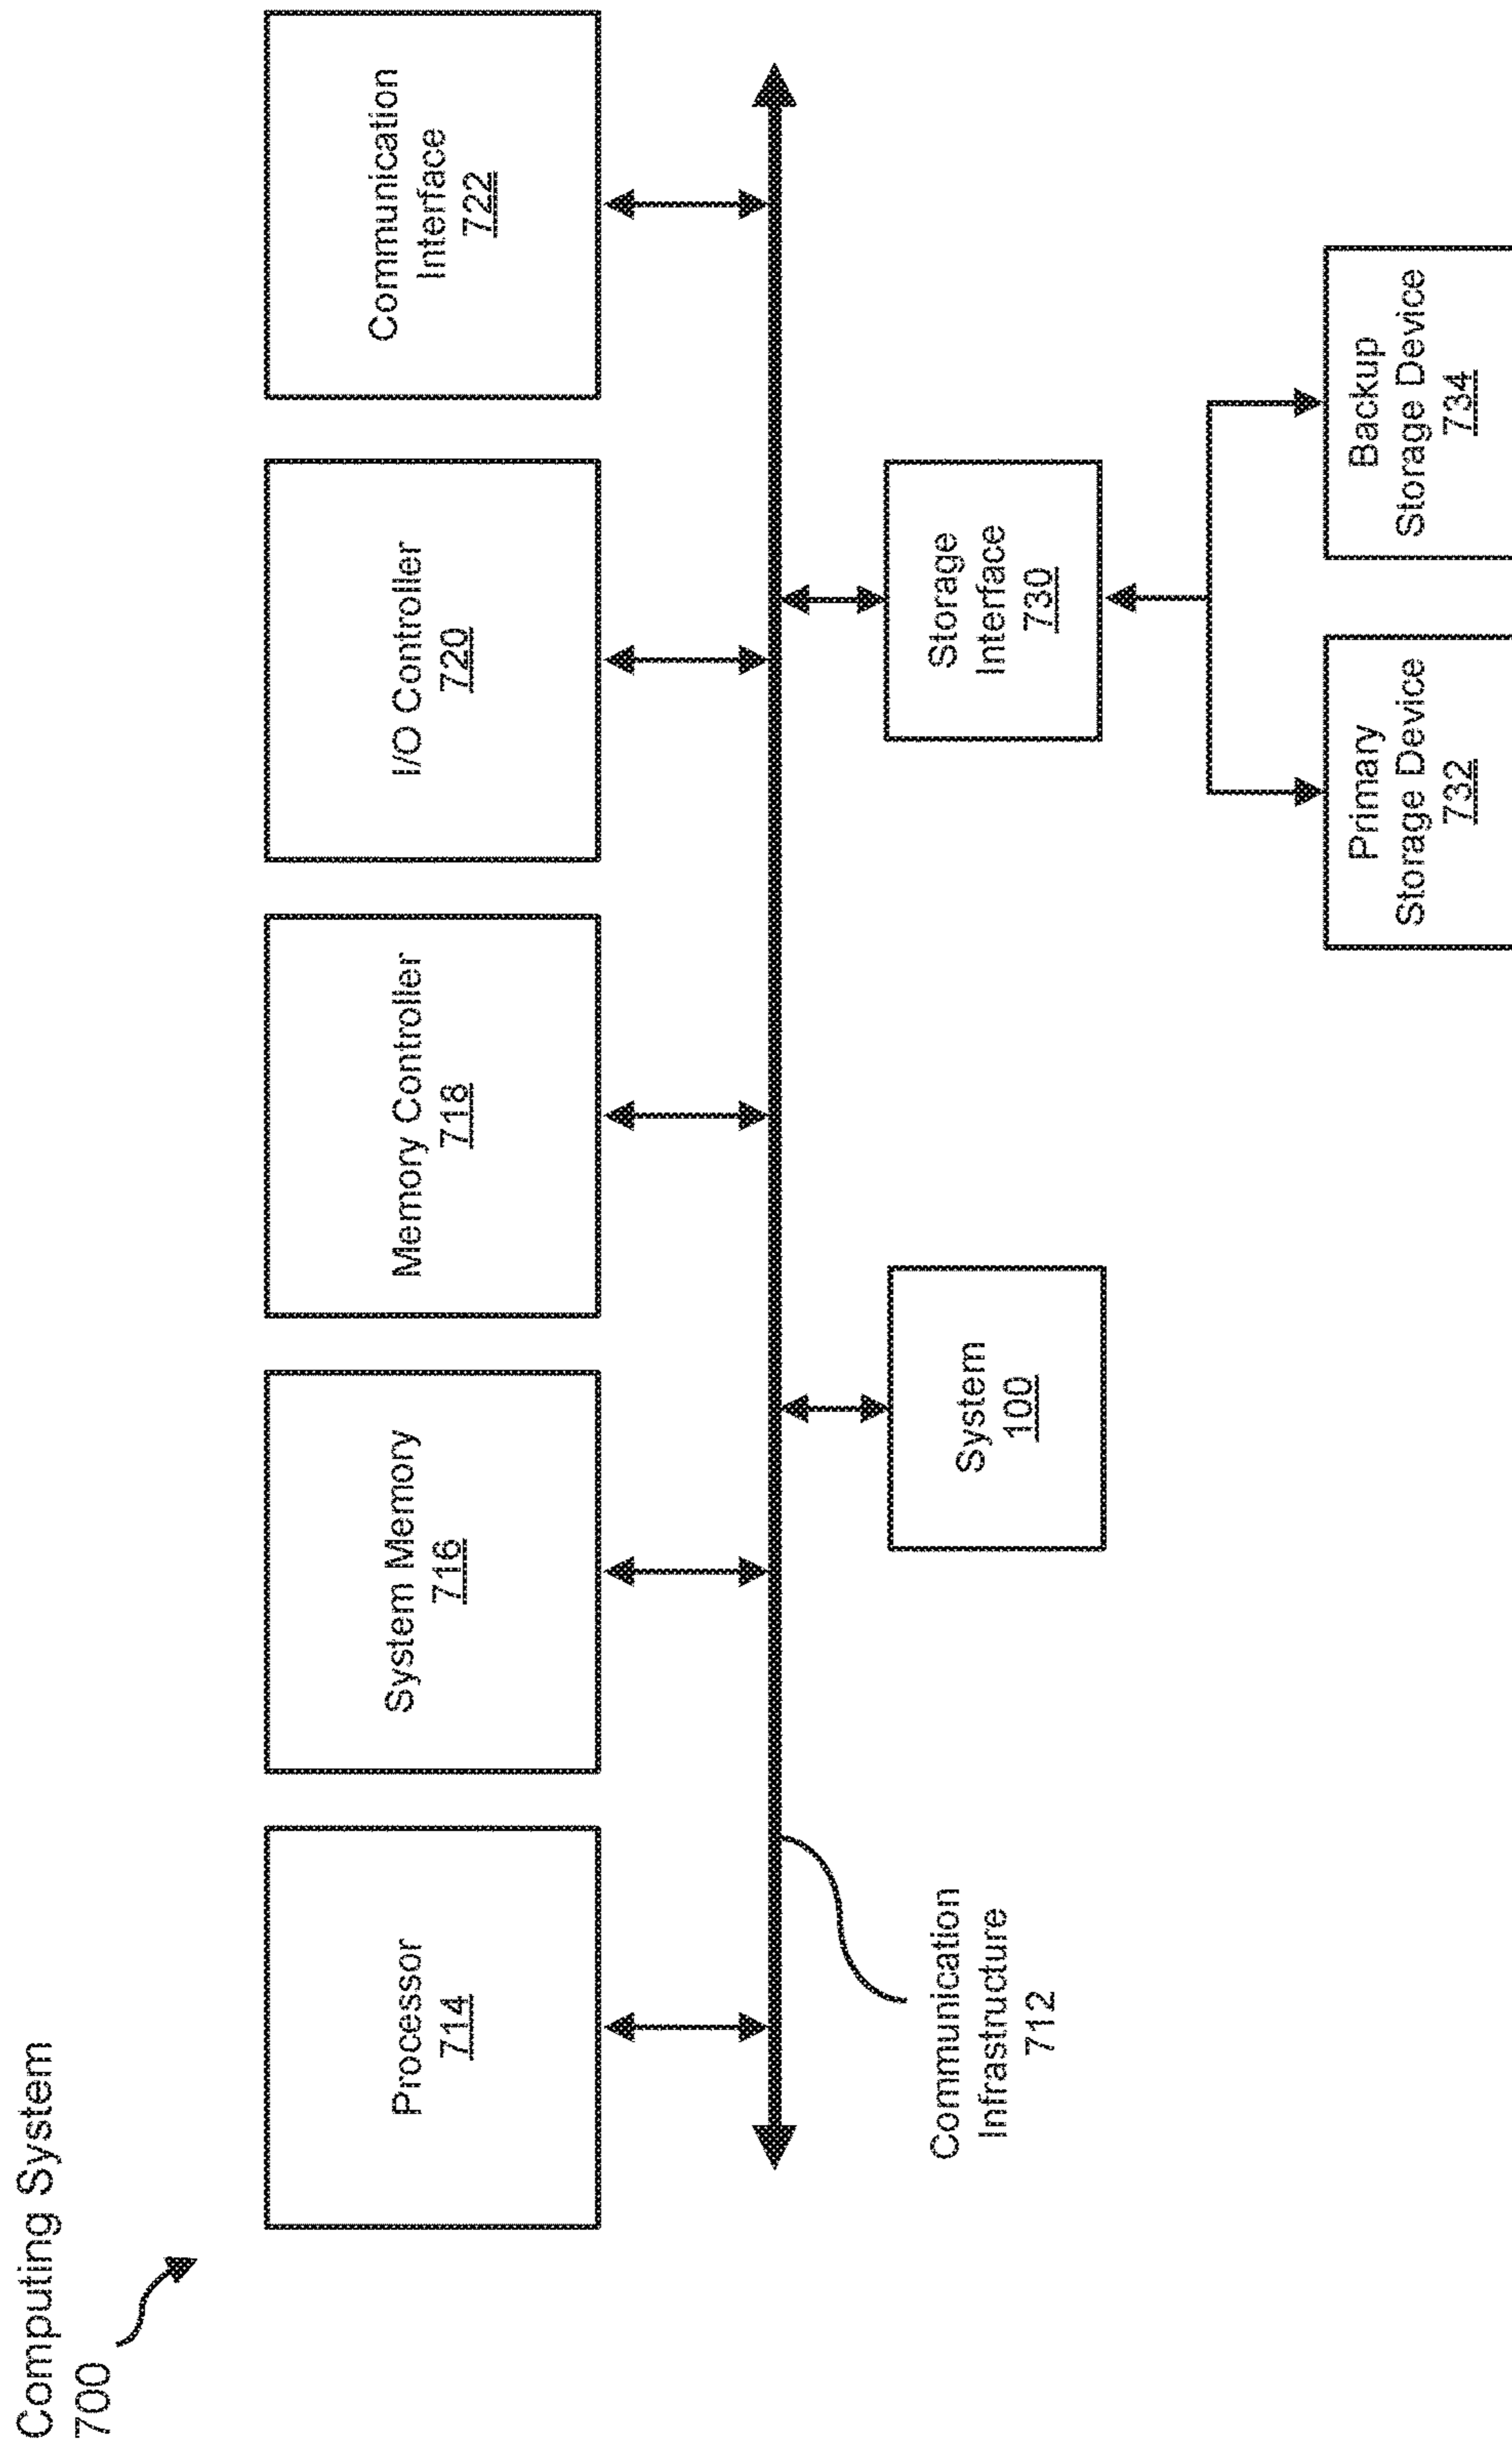 Computing System
700
Processor
714
System Memory
716
Memory Controller
718
I/O Controller
720
Communication
Interface
722
Communication
Infrastructure
712
System
100
Storage
Interface
730
Primary
Storage Device
732
Backup
Storage Device
734